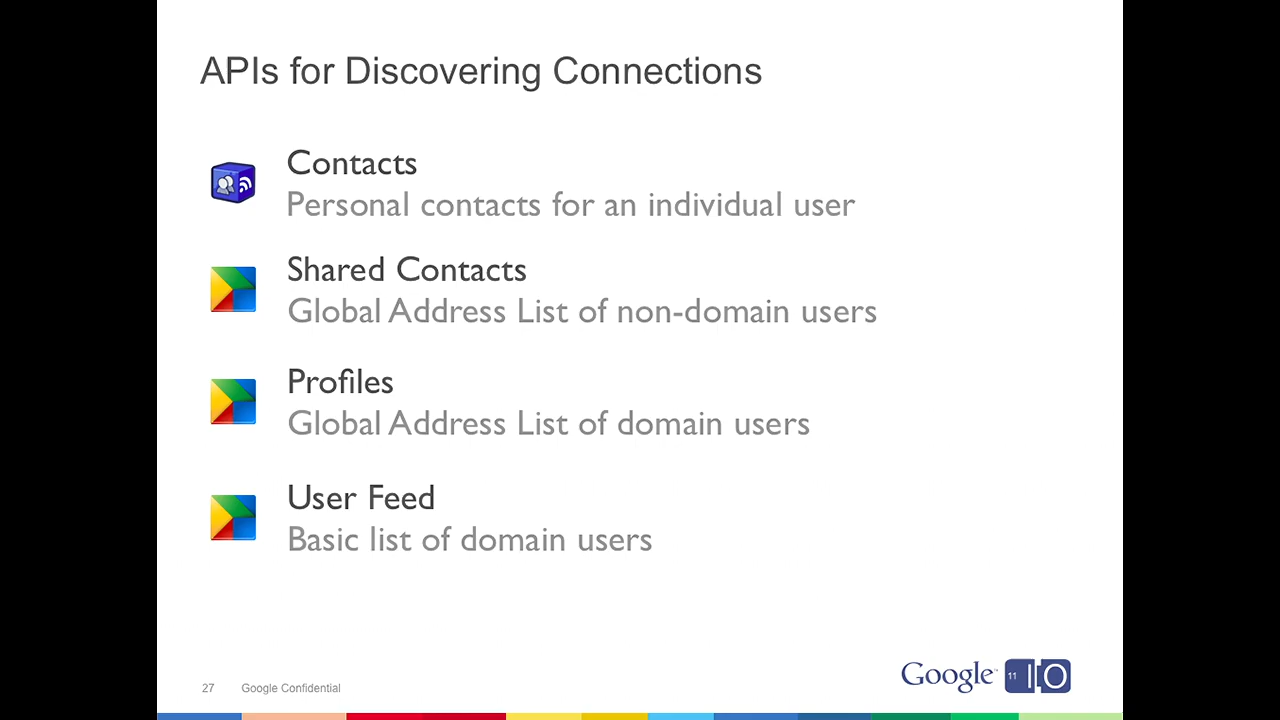 APIs for Discovering Connections
Contacts
Personal contacts for an individual user
Shared Contacts
Global Address List of non-domain users
Profiles
Global Address List of domain users
User Feed
Basic list of domain users
27 Google Confidential
Google™ 11 IO